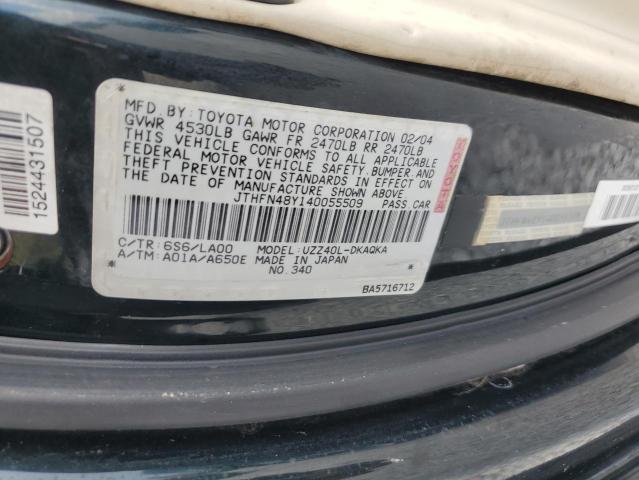 MFD BY: TOYOTA MOTOR CORPORATION 02/04
GVWR 4530LB GAWR FR 2470LB RR 2470LB
THIS VEHICLE CONFORMS TO ALL APPLICABLE
FEDERAL MOTOR VEHICLE SAFETY, BUMPER, AND
THEFT PREVENTION STANDARDS IN EFFECT ON
THE DATE OF MANUFACTURE SHOWN ABOVE
JTHFN48Y140055509 PASS.CAR
C/TR: 6S6/LA00 MODEL: UZZ40L-DKAQKA
A/TM: A01A/A650E MADE IN JAPAN
NO.340
BA5716712
1524431507